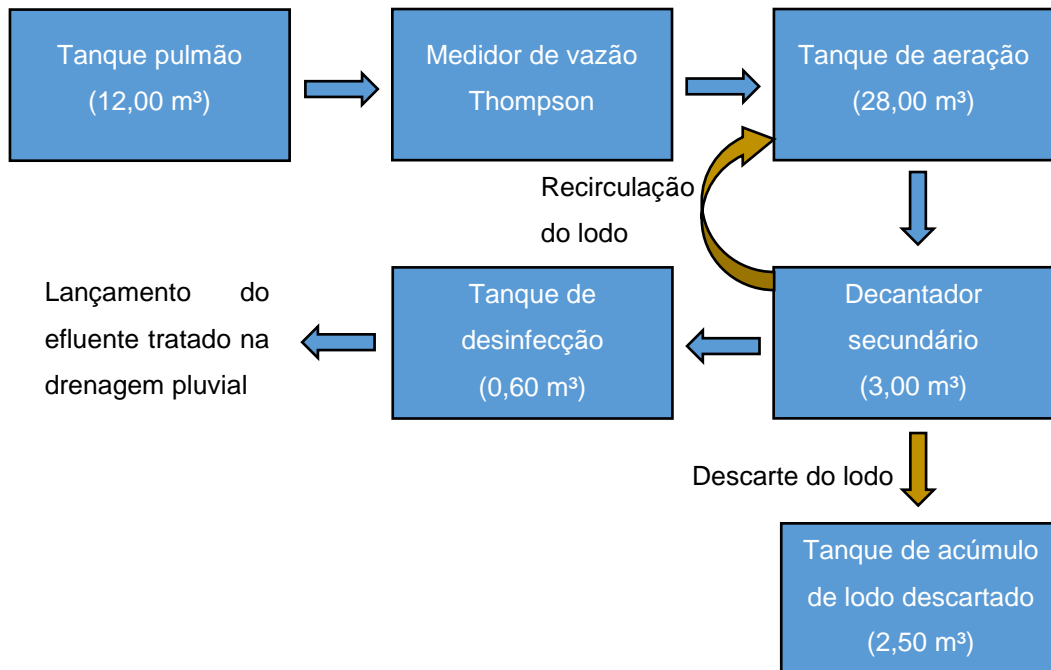 Tanque pulmão
(12,00 m³)
Medidor de vazão
Thompson
Tanque de aeração
(28,00 m³)
Recirculação
do lodo
Lançamento do
efluente tratado na
drenagem pluvial
Tanque de
desinfecção
(0,60 m³)
Decantador
secundário
(3,00 m³)
Descarte do lodo
Tanque de acúmulo
de lodo descartado
(2,50 m³)